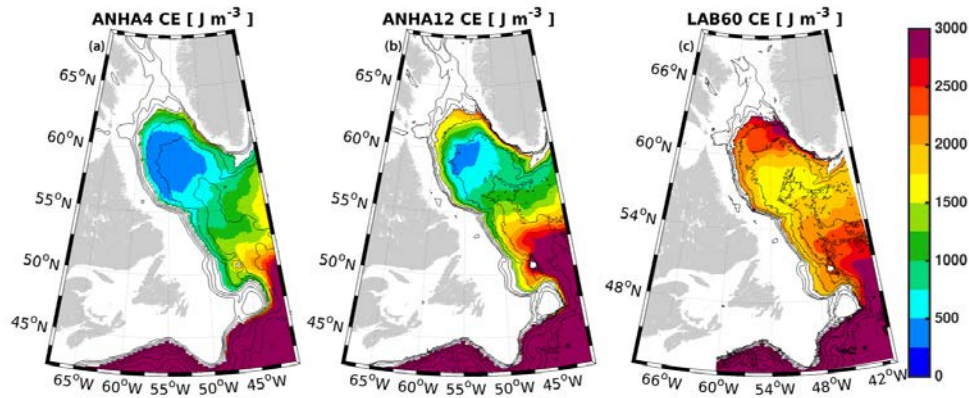 ANHA4 CE [ J m-3 ]
ANHA12 CE [ J m-3 ]
LAB60 CE [ J m-3 ]
(a)
65°N
60°N
55°N
50°N
45°N
65°W 60°W 55°W 50°W 45°W
(b)
65°N
60°N
55°N
50°N
45°N
65°W 60°W 55°W 50°W 45°W
(c)
66°N
60°N
54°N
48°N
66°W 60°W 54°W 48°W 42°W
3000
2500
2000
1500
1000
500
0